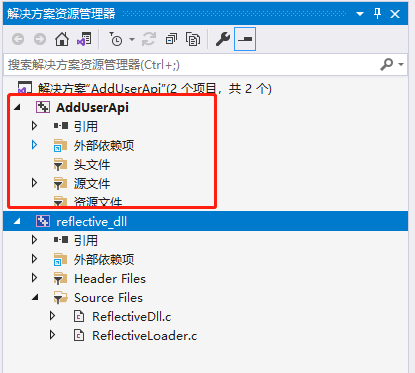 解决方案资源管理器
搜索解决方案资源管理器(Ctrl+;)
解决方案"AddUserApi"(2 个项目，共 2 个)
AddUserApi
引用
外部依赖项
头文件
源文件
资源文件
reflective_dll
引用
外部依赖项
Header Files
Source Files
ReflectiveDll.c
ReflectiveLoader.c